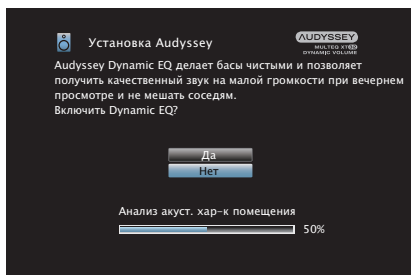 Установка Audyssey
AUDYSSEY
MULTEQ XT32
DYNAMIC VOLUME
Audyssey Dynamic EQ делает басы чистыми и позволяет
получить качественный звук на малой громкости при вечернем
просмотре и не мешать соседям.
Включить Dynamic EQ?
Да
Нет
Анализ акуст. хар-к помещения
50%